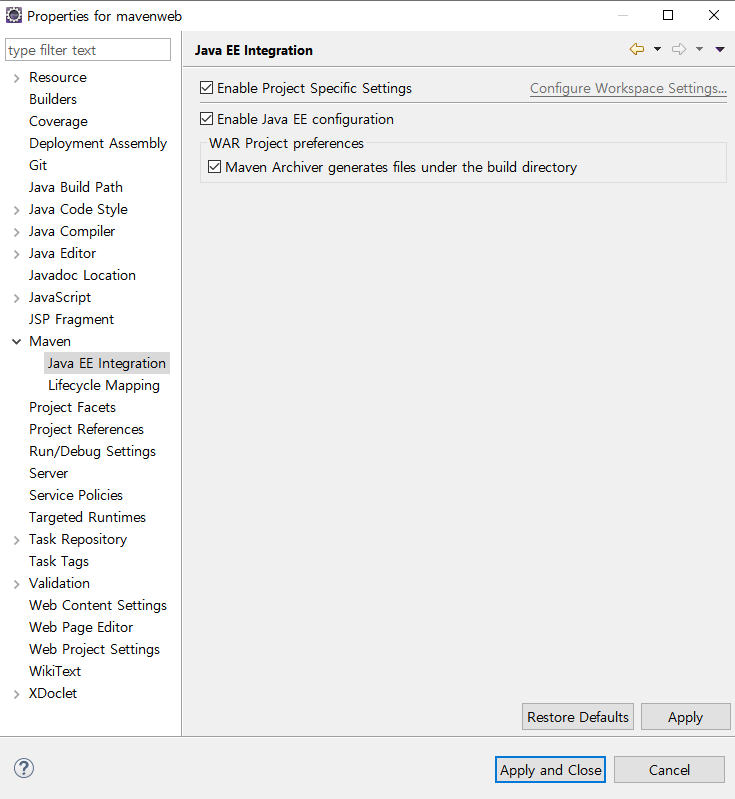 Properties for mavenweb
type filter text
Resource
Builders
Coverage
Deployment Assembly
Git
Java Build Path
Java Code Style
Java Compiler
Java Editor
Javadoc Location
JavaScript
JSP Fragment
Maven
Java EE Integration
Lifecycle Mapping
Project Facets
Project References
Run/Debug Settings
Server
Service Policies
Targeted Runtimes
Task Repository
Task Tags
Validation
Web Content Settings
Web Page Editor
Web Project Settings
WikiText
XDoclet
Java EE Integration
Enable Project Specific Settings
Configure Workspace Settings...
Enable Java EE configuration
WAR Project preferences
Maven Archiver generates files under the build directory
Restore Defaults
Apply
?
Apply and Close
Cancel